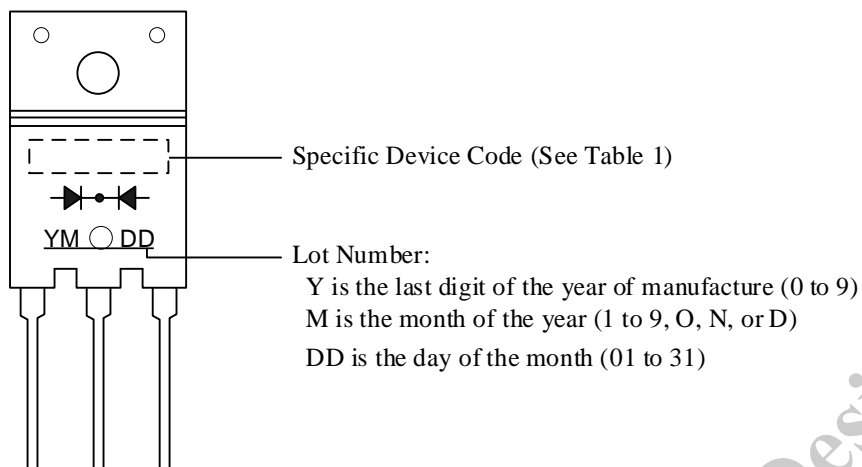 Specific Device Code (See Table 1)
YM DD
Lot Number:
Y is the last digit of the year of manufacture (0 to 9)
M is the month of the year (1 to 9, O, N, or D)
DD is the day of the month (01 to 31)